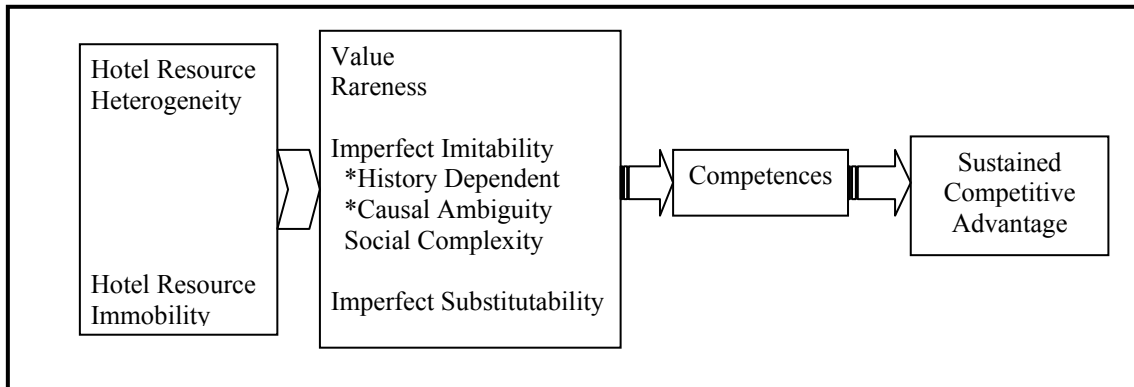 Hotel Resource
Heterogeneity
Hotel Resource
Immobility
Value
Rareness
Imperfect Imitability
*History Dependent
*Causal Ambiguity
Social Complexity
Imperfect Substitutability
Competences
Sustained
Competitive
Advantage